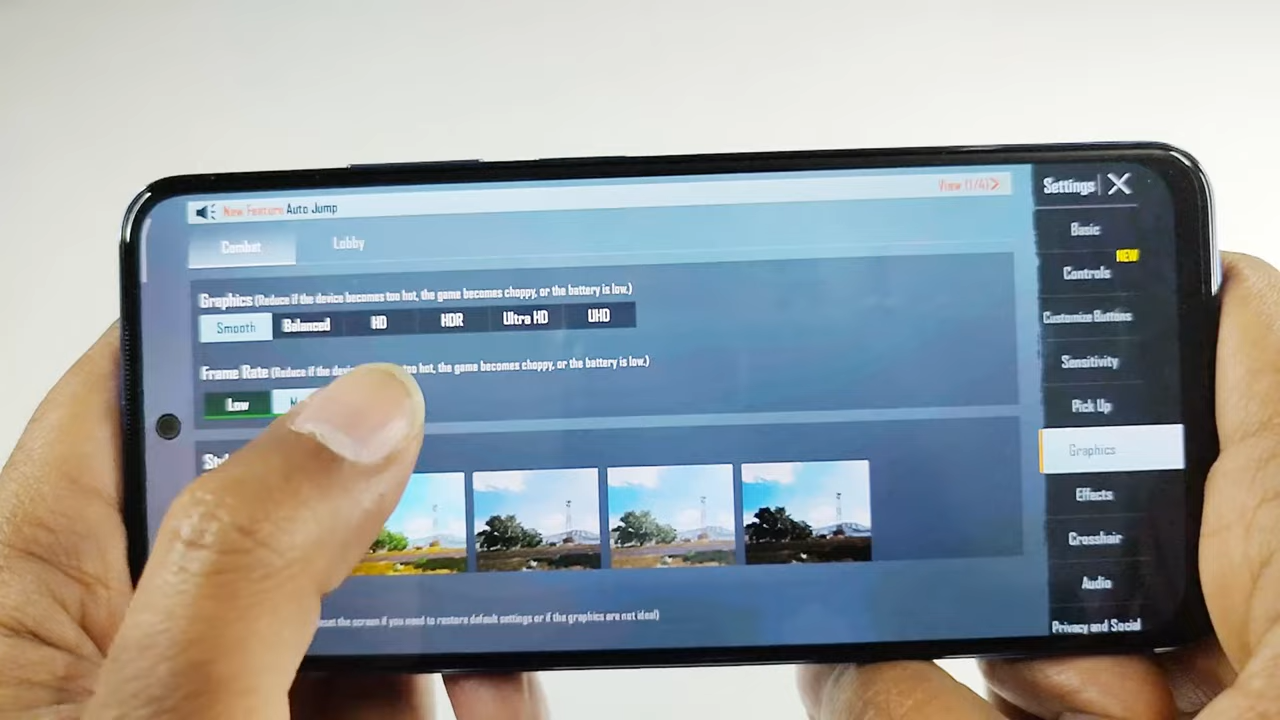 New Feature Auto Jump
View (1/4)>
Settings
Combat
Lobby
Basic
NEW
Controls
Customize Buttons
Sensitivity
Pick Up
Graphics
Effects
Crosshair
Audio
Privacy and Social
Graphics (Reduce if the device becomes too hot, the game becomes choppy, or the battery is low.)
Smooth Balanced HD HDR Ultra HD UHD
Frame Rate (Reduce if the too hot, the game becomes choppy, or the battery is low.)
Low
the screen if you need to restore default settings or if the graphics are not ideal)